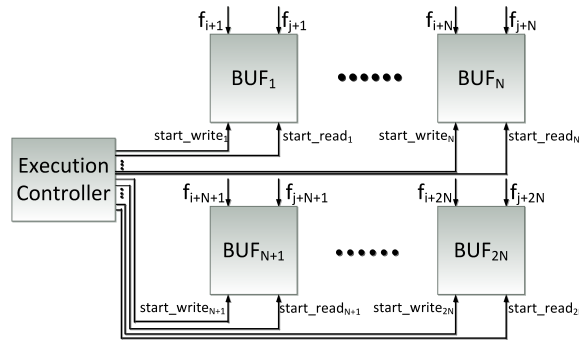 f_{i+1} f_{j+1} f_{i+N} f_{j+N}
BUF_1 BUF_N
start_write_1 start_read_1 start_write_N start_read_N
Execution
Controller
f_{i+N+1} f_{j+N+1} f_{i+2N} f_{j+2N}
BUF_{N+1} BUF_{2N}
start_write_{N+1} start_read_{N+1} start_write_{2N} start_read_2